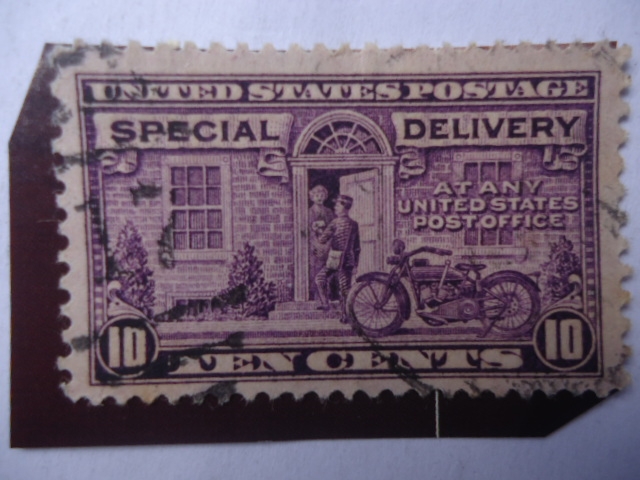 UNITED STATES POSTAGE
SPECIAL DELIVERY
AT ANY
UNITED STATES
POST OFFICE
10 TEN CENTS 10